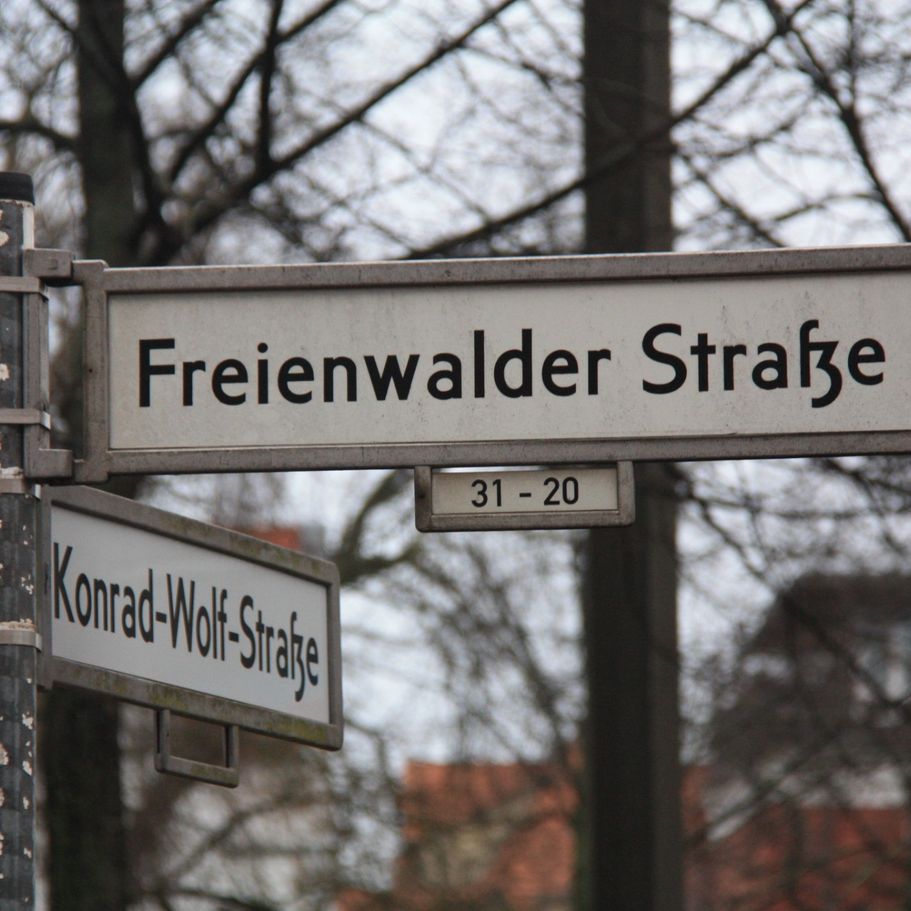 Freienwalder Straße
31 - 20
Konrad-Wolf-Straße